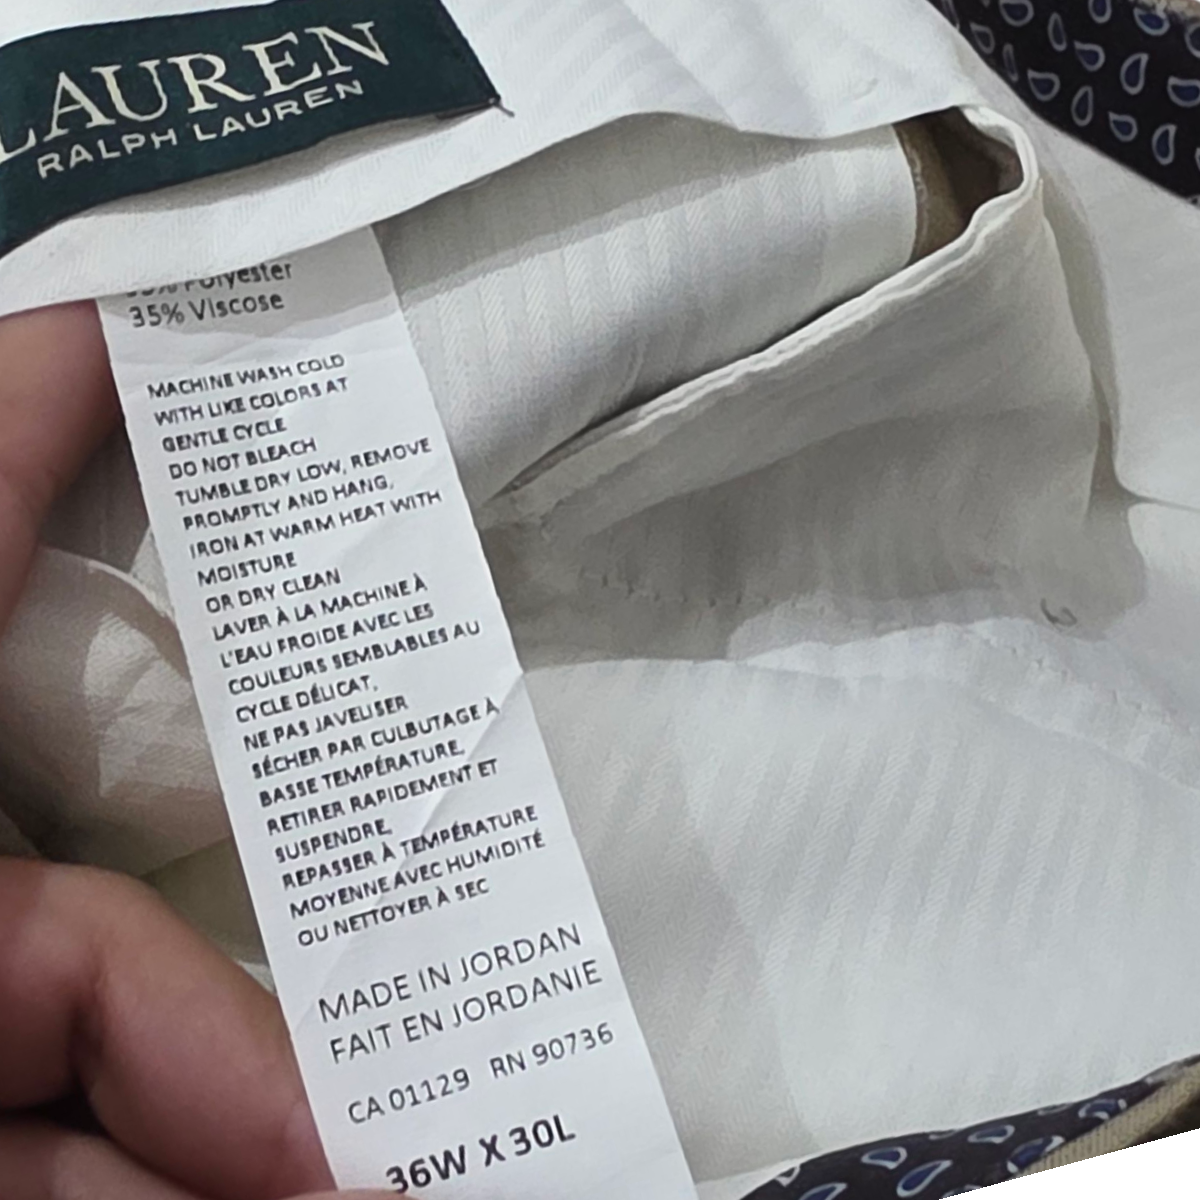 LAUREN
RALPH LAUREN
Polyester
35% Viscose
MACHINE WASH COLD
WITH LIKE COLORS AT
GENTLE CYCLE
DO NOT BLEACH
TUMBLE DRY LOW, REMOVE
PROMPTLY AND HANG,
IRON AT WARM HEAT WITH
MOISTURE
OR DRY CLEAN
LAVER À LA MACHINE À
L'EAU FROIDE AVEC LES
COULEURS SEMBLABLES AU
CYCLE DÉLICAT,
NE PAS JAVELISER
SÉCHER PAR CULBUTAGE À
BASSE TEMPÉRATURE,
RETIRER RAPIDEMENT ET
SUSPENDRE,
REPASSER À TEMPÉRATURE
MOYENNE AVEC HUMIDITÉ
OU NETTOYER À SEC
MADE IN JORDAN
FAIT EN JORDANIE
CA 01129 RN 90736
36W X 30L